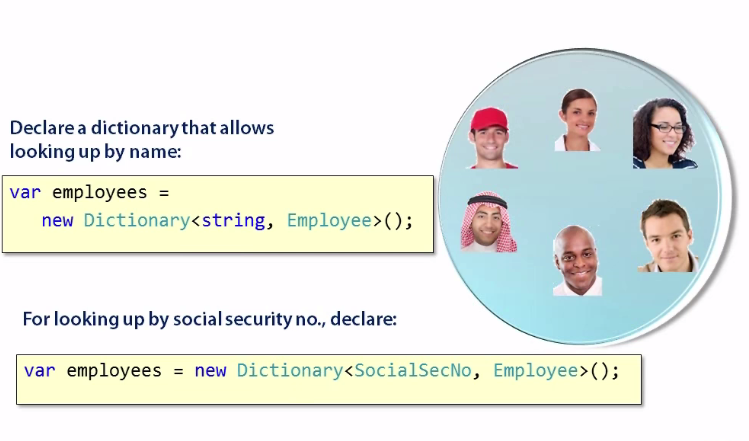 Declare a dictionary that allows
looking up by name:
var employees =
new Dictionary<string, Employee>();
For looking up by social security no., declare:
var employees = new Dictionary<SocialSecNo, Employee>();